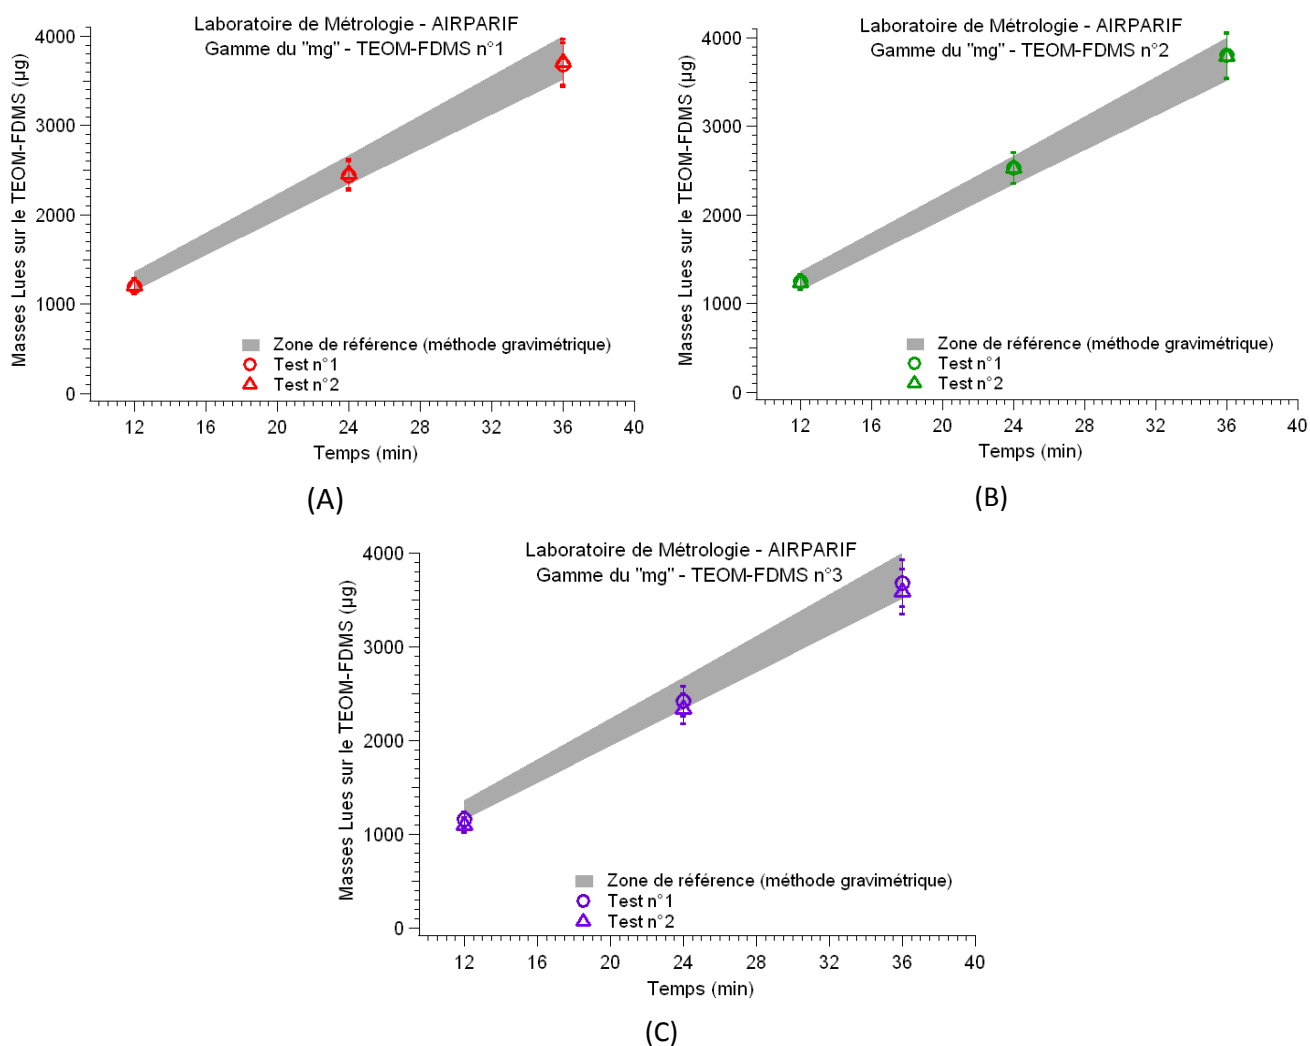 Laboratoire de Métrologie - AIRPARIF
Gamme du "mg" - TEOM-FDMS n°1
Masses Lues sur le TEOM-FDMS (µg)
4000
3000
2000
1000
0
Zone de référence (méthode gravimétrique)
Test n°1
Test n°2
12 16 20 24 28 32 36 40
Temps (min)
(A)
Laboratoire de Métrologie - AIRPARIF
Gamme du "mg" - TEOM-FDMS n°2
Masses Lues sur le TEOM-FDMS (µg)
4000
3000
2000
1000
0
Zone de référence (méthode gravimétrique)
Test n°1
Test n°2
12 16 20 24 28 32 36 40
Temps (min)
(B)
Laboratoire de Métrologie - AIRPARIF
Gamme du "mg" - TEOM-FDMS n°3
Masses Lues sur le TEOM-FDMS (µg)
4000
3000
2000
1000
0
Zone de référence (méthode gravimétrique)
Test n°1
Test n°2
12 16 20 24 28 32 36 40
Temps (min)
(C)